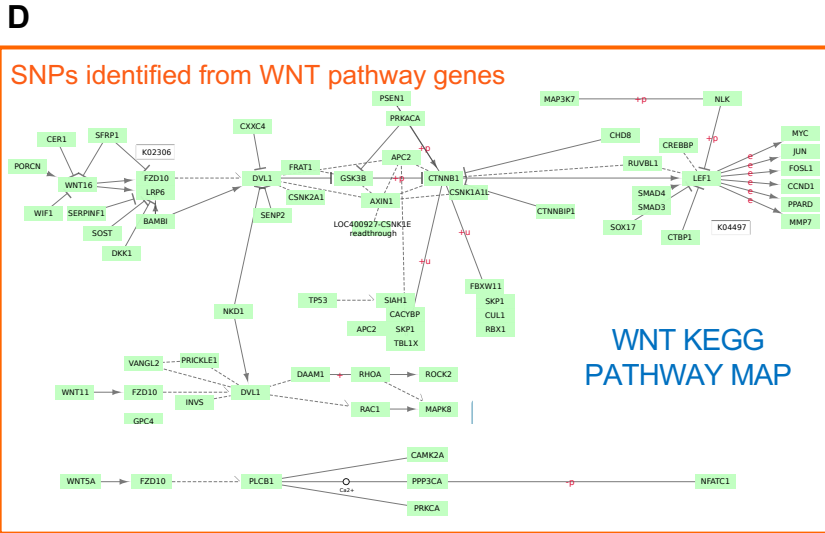 D
SNPs identified from WNT pathway genes
PSEN1
MAP3K7
+p
NLK
PRKACA
CXXC4
CER1
SFRP1
K02306
+p
CHD8
CREBBP
+p
MYC
JUN
FOSL1
CCND1
PPARD
MMP7
e
e
e
e
e
PORCN
WNT16
FZD10
LRP6
BAMBI
DVL1
FRAT1
CSNK2A1
SENP2
GSK3B
APC2
+p
AXIN1
CTNNB1
CSNK1A1L
RUVBL1
LEF1
SMAD4
SMAD3
SOX17
CTBP1
K04497
CTNNBIP1
WIF1
SERPINF1
SOST
DKK1
LOC400927-CSNK1E
readthrough
+u
+u
TP53
SIAH1
CACYBP
APC2
SKP1
TBL1X
FBXW11
SKP1
CUL1
RBX1
NKD1
WNT KEGG
PATHWAY MAP
VANGL2
PRICKLE1
DAAM1
+
RHOA
ROCK2
WNT11
FZD10
INVS
DVL1
GPC4
RAC1
MAPK8
CAMK2A
WNT5A
FZD10
PLCB1
Ca2+
PPP3CA
-p
NFATC1
PRKCA